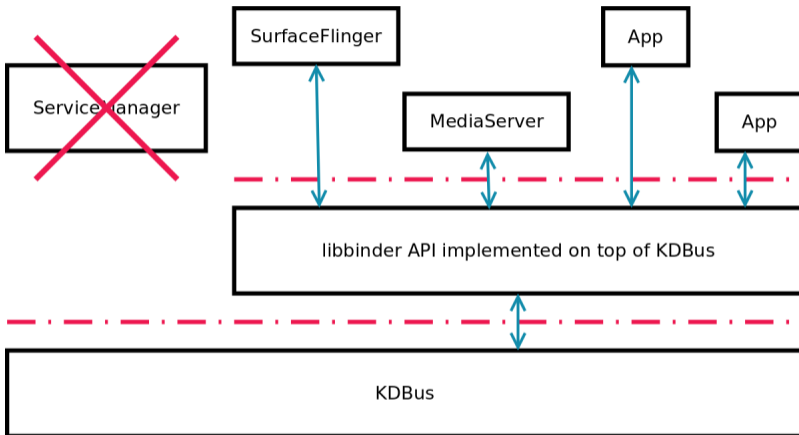 SurfaceFlinger
App
ServiceManager
MediaServer
App
libbinder API implemented on top of KDBus
KDBus